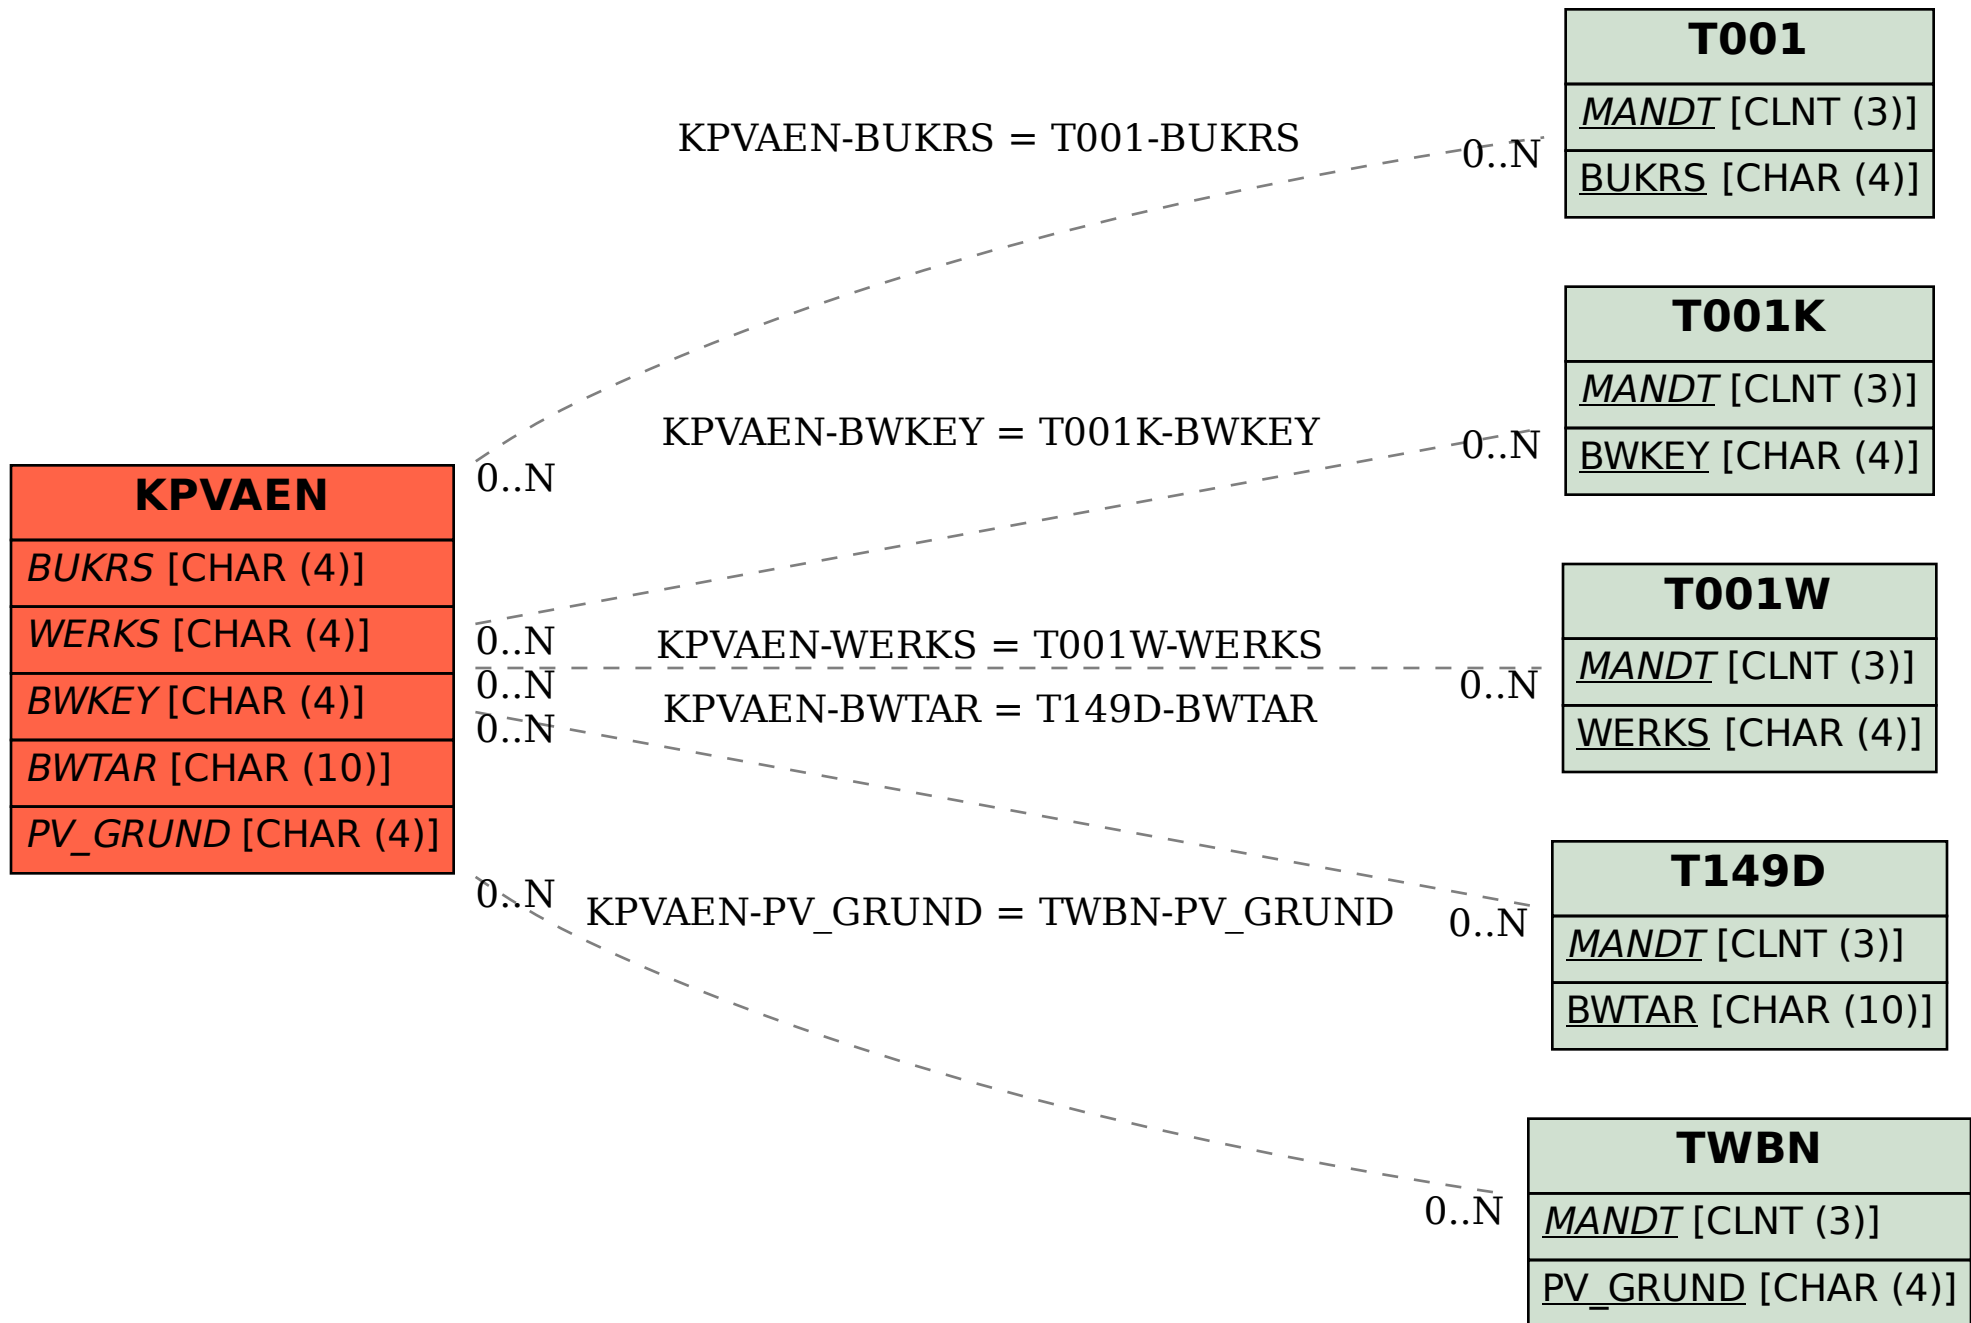 T001
MANDT [CLNT (3)]
BUKRS [CHAR (4)]
KPVAEN-BUKRS = T001-BUKRS
0..N
0..N
T001K
MANDT [CLNT (3)]
BWKEY [CHAR (4)]
KPVAEN-BWKEY = T001K-BWKEY
0..N
0..N
KPVAEN
BUKRS [CHAR (4)]
WERKS [CHAR (4)]
BWKEY [CHAR (4)]
BWTAR [CHAR (10)]
PV_GRUND [CHAR (4)]
T001W
MANDT [CLNT (3)]
WERKS [CHAR (4)]
KPVAEN-WERKS = T001W-WERKS
0..N
0..N
KPVAEN-BWTAR = T149D-BWTAR
0..N
0..N
T149D
MANDT [CLNT (3)]
BWTAR [CHAR (10)]
KPVAEN-PV_GRUND = TWBN-PV_GRUND
0..N
0..N
TWBN
MANDT [CLNT (3)]
PV_GRUND [CHAR (4)]